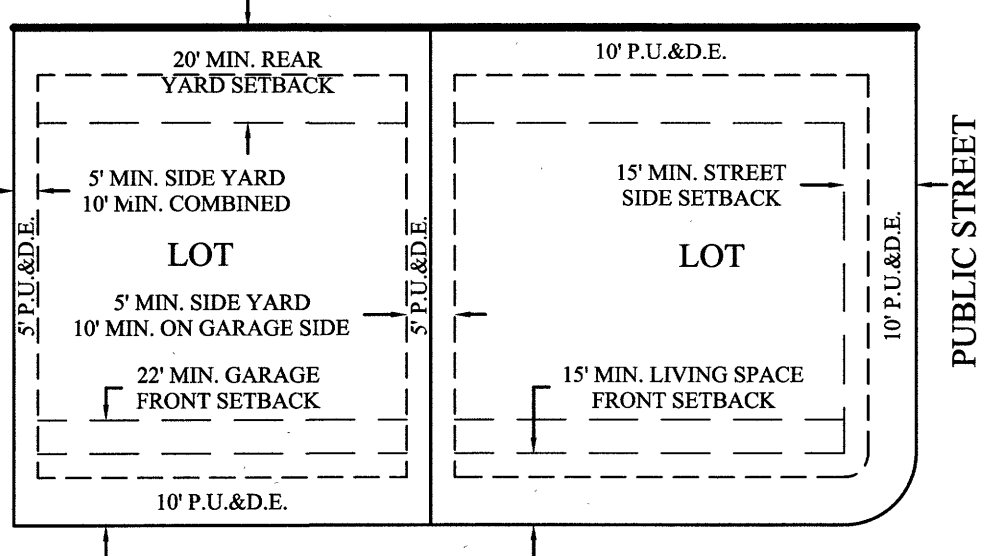 20' MIN. REAR
YARD SETBACK
10' P.U.&D.E.
5' MIN. SIDE YARD
10' MIN. COMBINED
15' MIN. STREET
SIDE SETBACK
PUBLIC STREET
LOT
LOT
5' P.U.&D.E.
5' P.U.&D.E.
10' P.U.&D.E.
5' MIN. SIDE YARD
10' MIN. ON GARAGE SIDE
22' MIN. GARAGE
FRONT SETBACK
15' MIN. LIVING SPACE
FRONT SETBACK
10' P.U.&D.E.